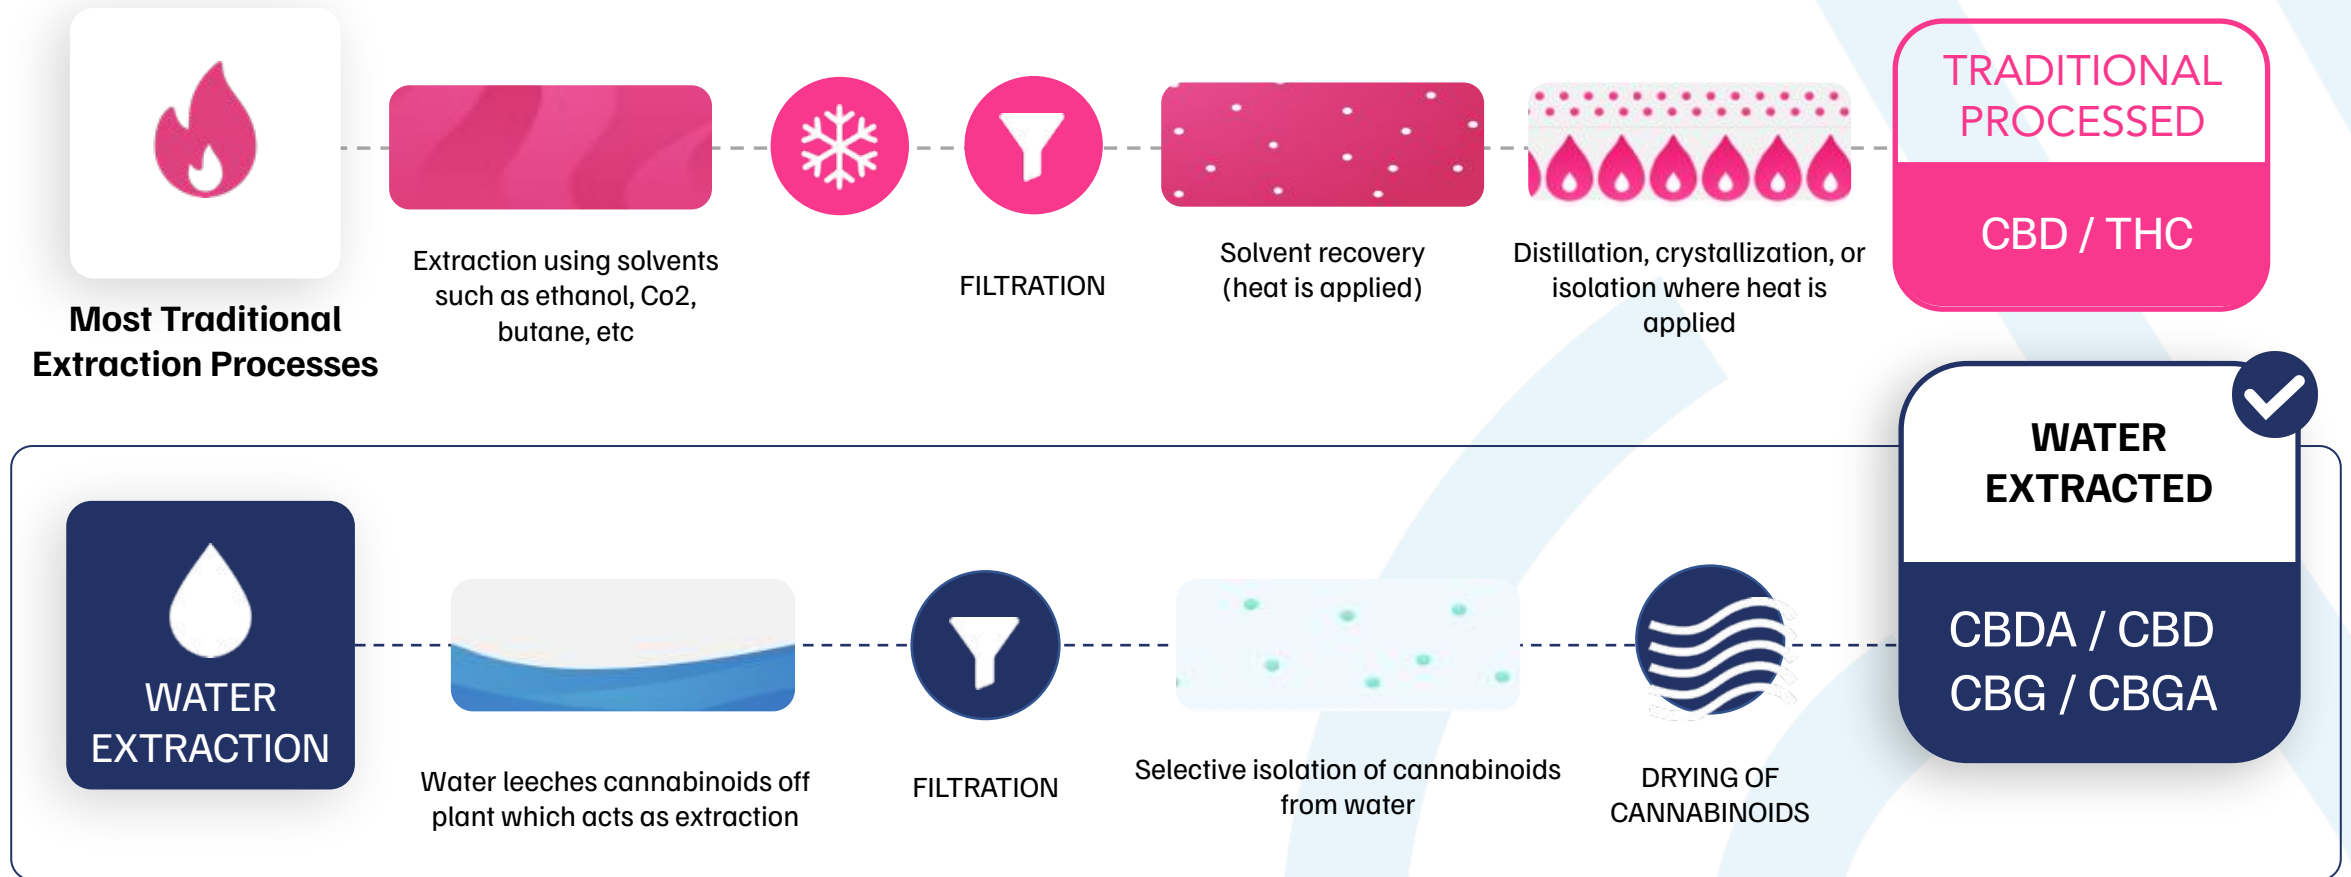 Most Traditional
Extraction Processes
Extraction using solvents
such as ethanol, Co2,
butane, etc
FILTRATION
Solvent recovery
(heat is applied)
Distillation, crystallization, or
isolation where heat is
applied
TRADITIONAL
PROCESSED
CBD / THC
WATER
EXTRACTION
Water leeches cannabinoids off
plant which acts as extraction
FILTRATION
Selective isolation of cannabinoids
from water
DRYING OF
CANNABINOIDS
WATER
EXTRACTED
CBDA / CBD
CBG / CBGA